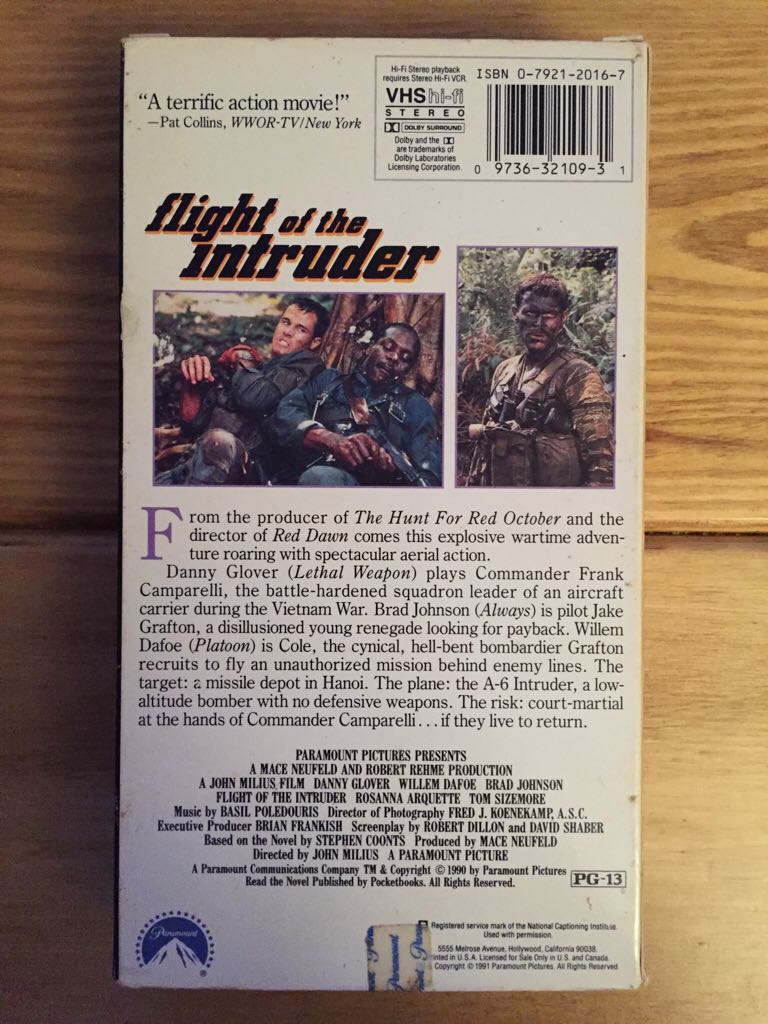 “A terrific action movie!”
—Pat Collins, WWOR-TV/New York
Hi-Fi Stereo playback
requires Stereo Hi-Fi VCR.
VHS hi-fi
STEREO
DOLBY SURROUND
Dolby and the
are trademarks of
Dolby Laboratories
Licensing Corporation.
ISBN 0-7921-2016-7
0 9736-32109-3 1
flight of the
intruder
From the producer of The Hunt For Red October and the
director of Red Dawn comes this explosive wartime adven-
ture roaring with spectacular aerial action.
Danny Glover (Lethal Weapon) plays Commander Frank
Camparelli, the battle-hardened squadron leader of an aircraft
carrier during the Vietnam War. Brad Johnson (Always) is pilot Jake
Grafton, a disillusioned young renegade looking for payback. Willem
Dafoe (Platoon) is Cole, the cynical, hell-bent bombardier Grafton
recruits to fly an unauthorized mission behind enemy lines. The
target: a missile depot in Hanoi. The plane: the A-6 Intruder, a low-
altitude bomber with no defensive weapons. The risk: court-martial
at the hands of Commander Camparelli...if they live to return.
PARAMOUNT PICTURES PRESENTS
A MACE NEUFELD AND ROBERT REHME PRODUCTION
A JOHN MILIUS FILM DANNY GLOVER WILLEM DAFOE BRAD JOHNSON
FLIGHT OF THE INTRUDER ROSANNA ARQUETTE TOM SIZEMORE
Music by BASIL POLEDOURIS Director of Photography FRED J. KOENEKAMP, A.S.C.
Executive Producer BRIAN FRANKISH Screenplay by ROBERT DILLON and DAVID SHABER
Based on the Novel by STEPHEN COONTS Produced by MACE NEUFELD
Directed by JOHN MILIUS A PARAMOUNT PICTURE
A Paramount Communications Company TM & Copyright © 1990 by Paramount Pictures
Read the Novel Published by Pocketbooks. All Rights Reserved.
PG-13
Paramount
®
Paramount
Registered service mark of the National Captioning Institute.
Used with permission.
5555 Melrose Avenue, Hollywood, California 90038.
rinted in U.S.A. Licensed for Sale Only in U.S. and Canada.
Copyright © 1991 Paramount Pictures. All Rights Reserved.